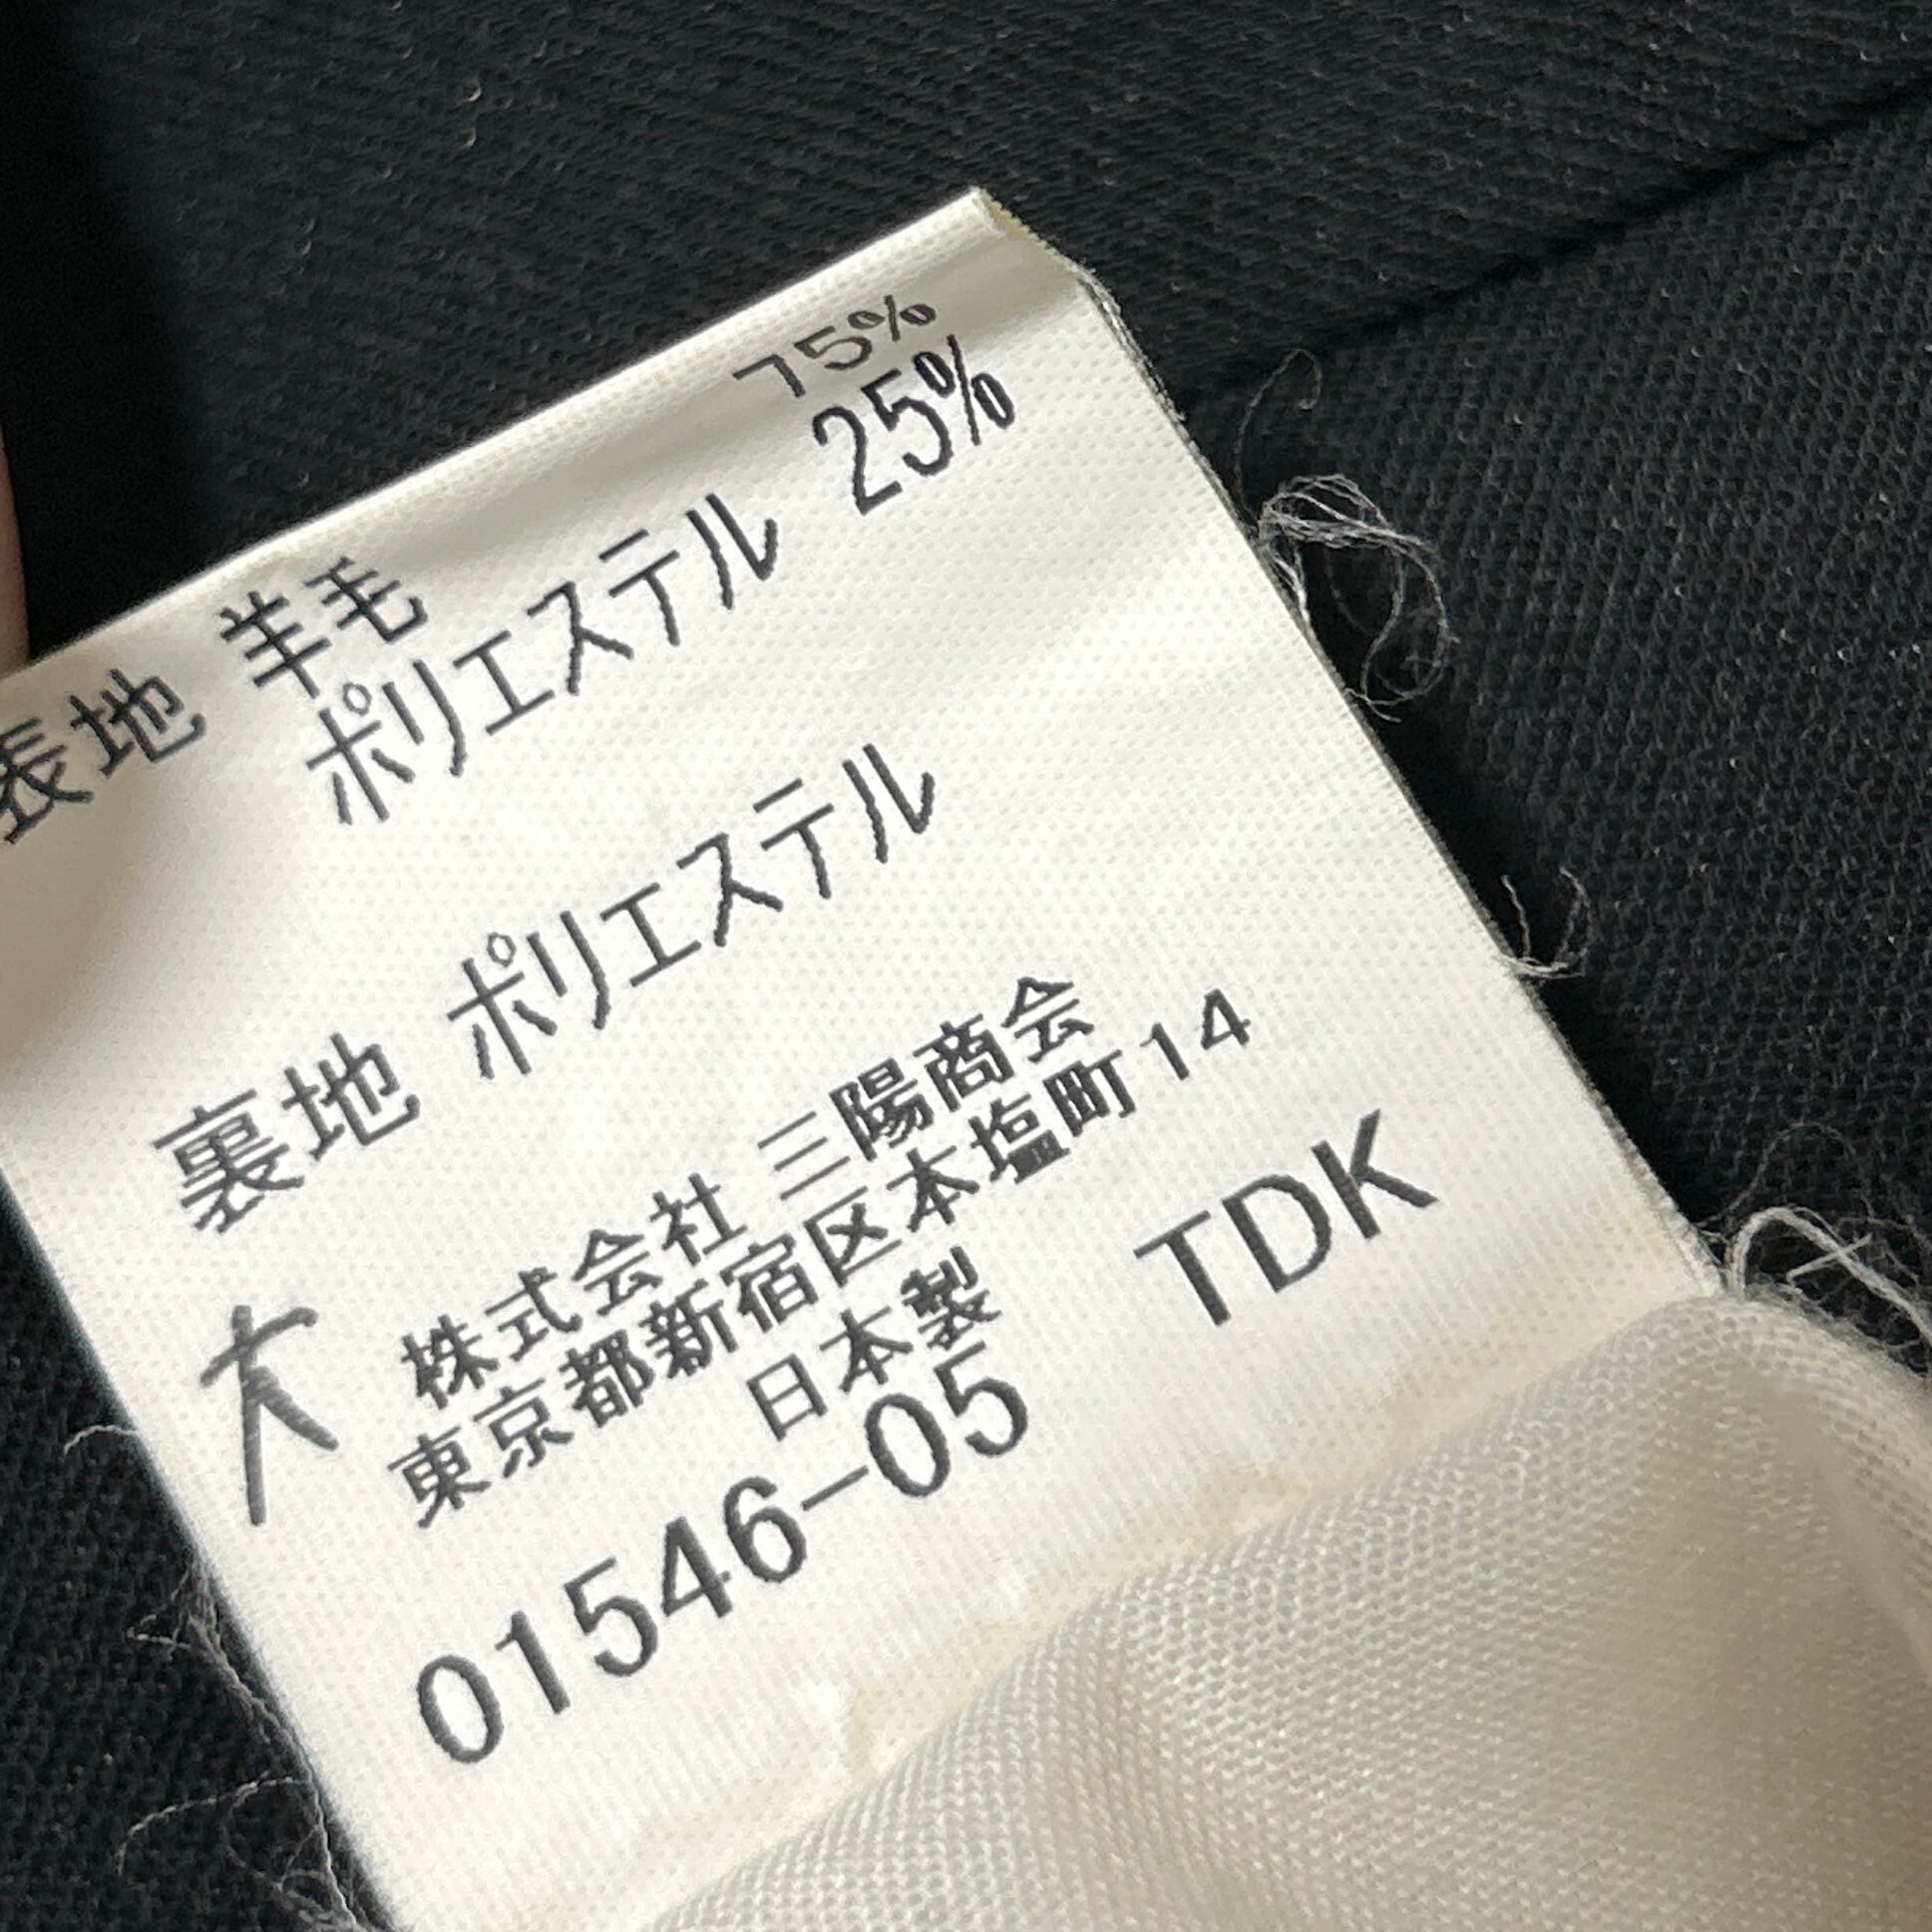 表地 羊毛 75%
ポリエステル 25%
裏地 ポリエステル
株式会社 三陽商会
東京都新宿区本塩町14
日本製 TDK
01546-05